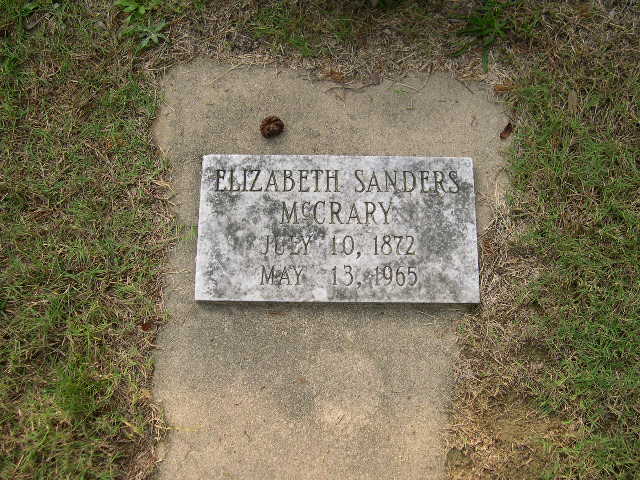 ELIZABETH SANDERS
McCRARY
JULY 10, 1872
MAY 13, 1965